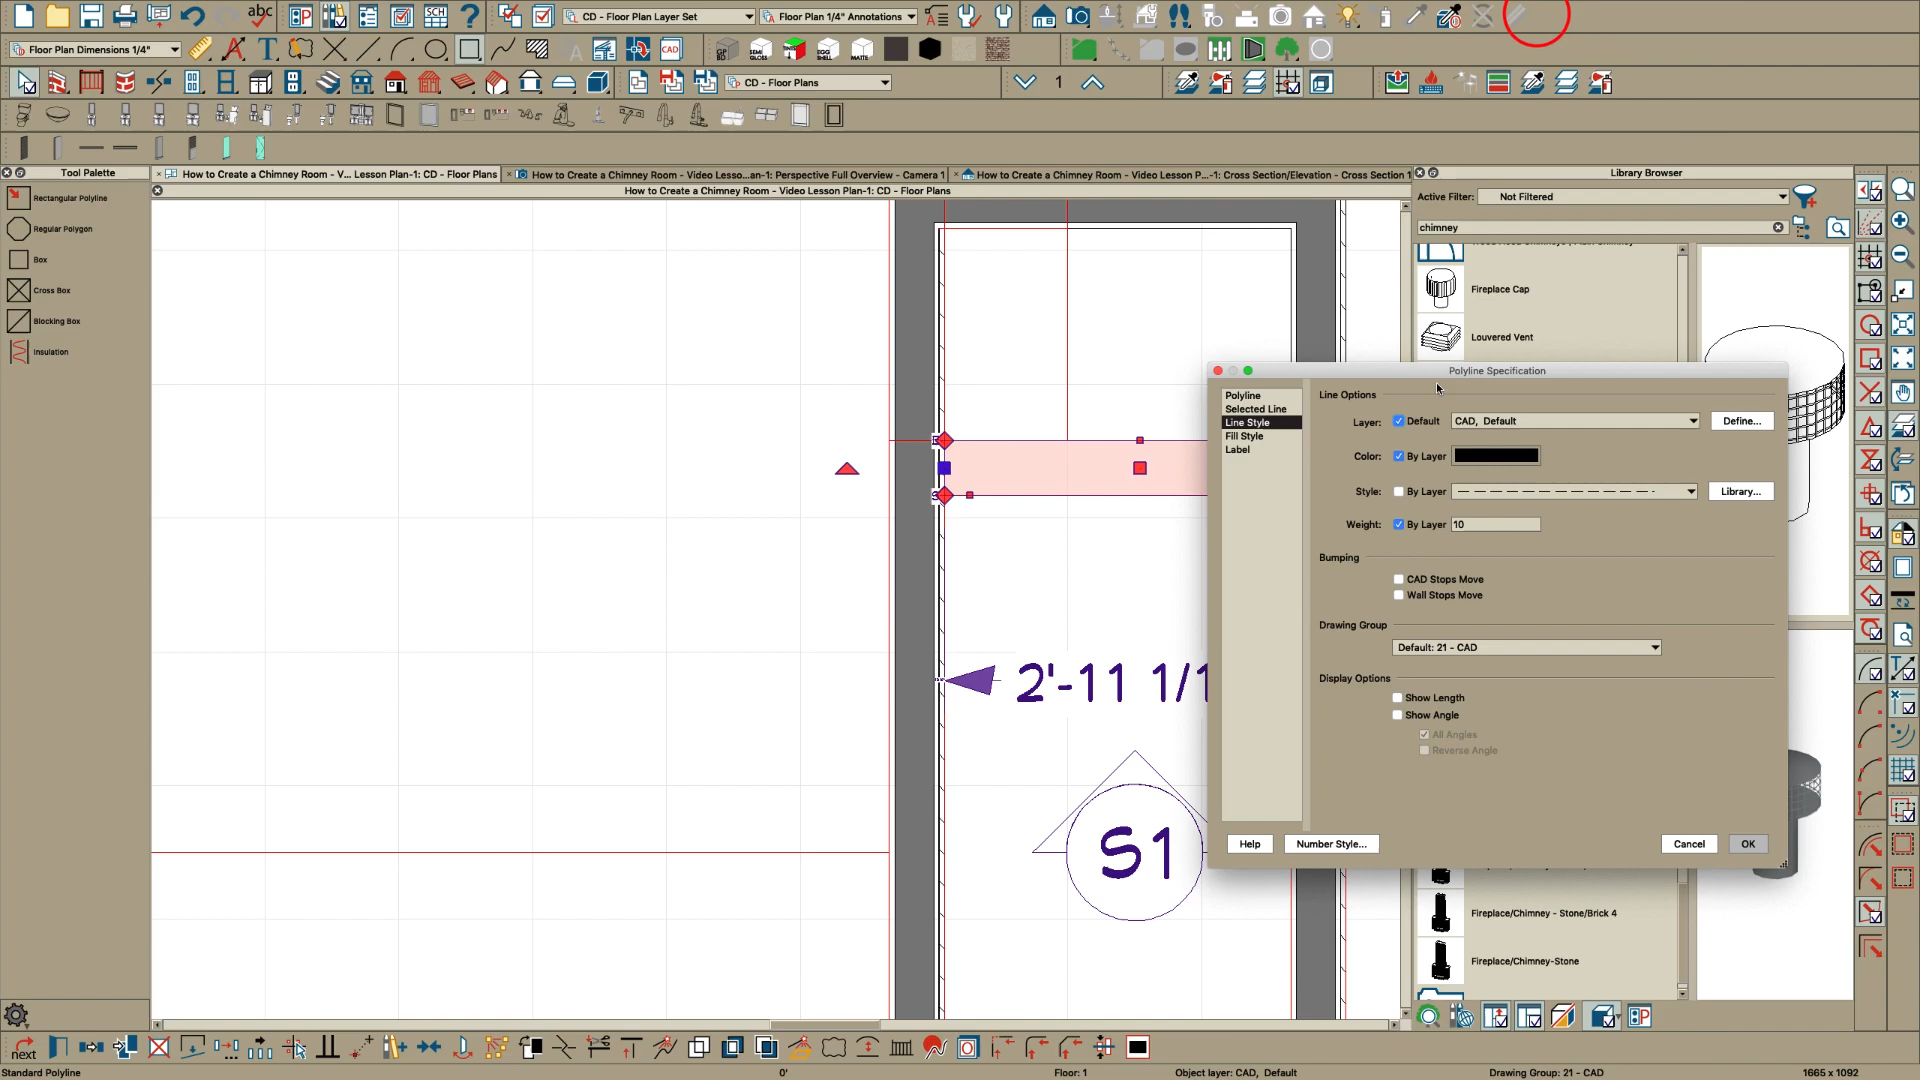 abc
SCH
?
CD - Floor Plan Layer Set
Floor Plan 1/4" Annotations
Floor Plan Dimensions 1/4"
A
T
A
CAD
SEMI GLOSS
EGG SHELL
MATTE
CD - Floor Plans
1
Tool Palette
How to Create a Chimney Room - V... Lesson Plan-1: CD - Floor Plans
How to Create a Chimney Room - Video Lesso...an-1: Perspective Full Overview - Camera 1
How to Create a Chimney Room - Video Lesson P...-1: Cross Section/Elevation - Cross Section 1
Library Browser
How to Create a Chimney Room - Video Lesson Plan-1: CD - Floor Plans
Rectangular Polyline
Regular Polygon
Box
Cross Box
Blocking Box
Insulation
Active Filter:
Not Filtered
chimney
Fireplace Cap
Louvered Vent
Polyline Specification
Polyline
Selected Line
Line Style
Fill Style
Label
Line Options
Layer:
Default
CAD, Default
Define...
Color:
By Layer
Style:
By Layer
Library...
Weight:
By Layer
10
Bumping
CAD Stops Move
Wall Stops Move
Drawing Group
Default: 21 - CAD
Display Options
Show Length
Show Angle
All Angles
Reverse Angle
Help
Number Style...
Cancel
OK
2'-11 1/1
S1
Fireplace/Chimney - Stone/Brick 4
Fireplace/Chimney-Stone
next
Standard Polyline
0'
Floor: 1
Object layer: CAD, Default
Drawing Group: 21 - CAD
1665 x 1092